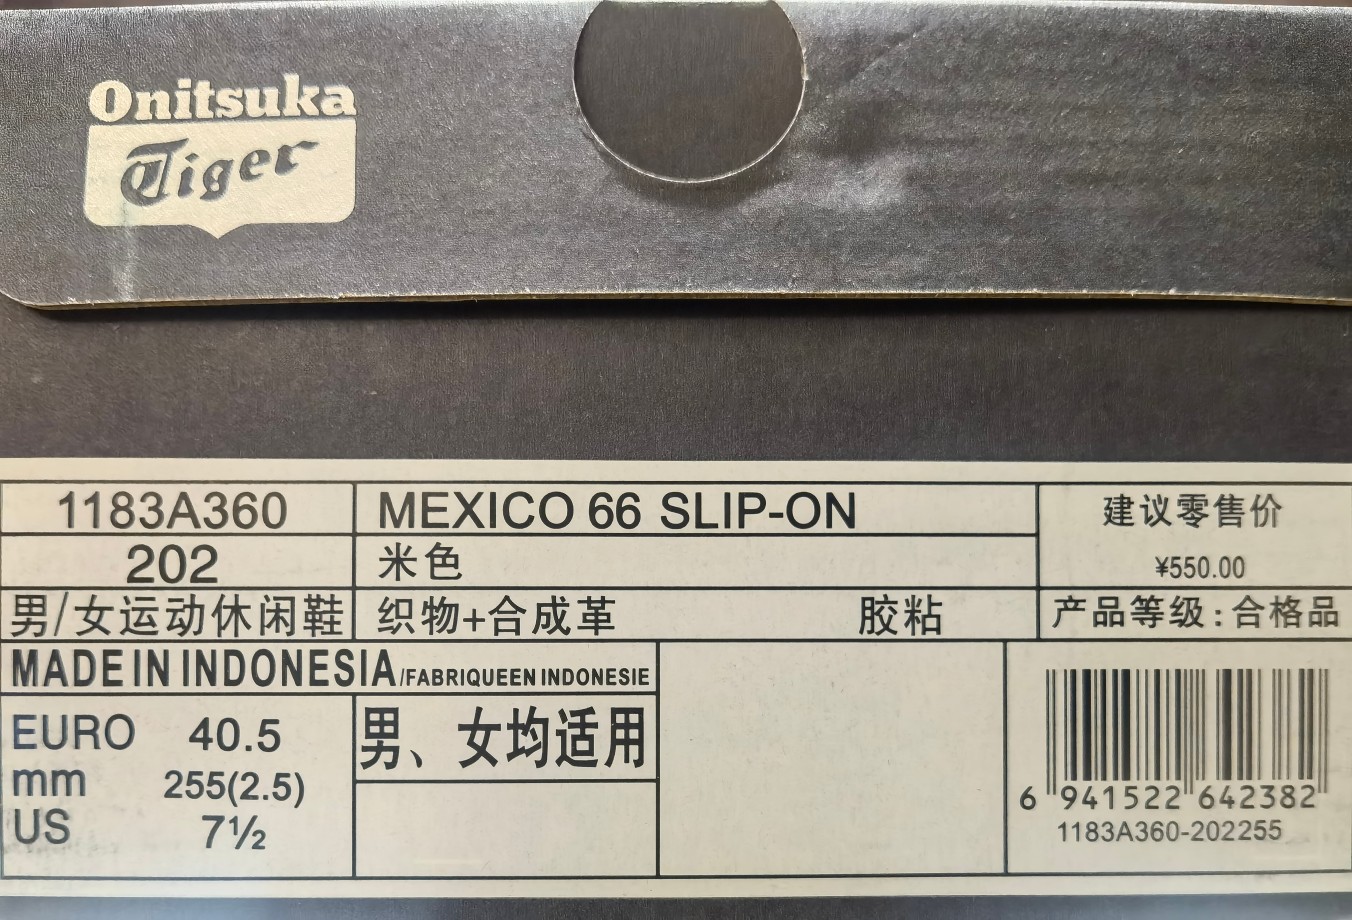 Onitsuka
Tiger
1183A360
MEXICO 66 SLIP-ON
建议零售价
¥550.00
202
米色
男/女运动休闲鞋
织物+合成革 胶粘
产品等级:合格品
MADE IN INDONESIA/FABRIQUEEN INDONESIE
EURO 40.5
mm 255(2.5)
US 7½
男、女均适用
6 941522 642382
1183A360-202255